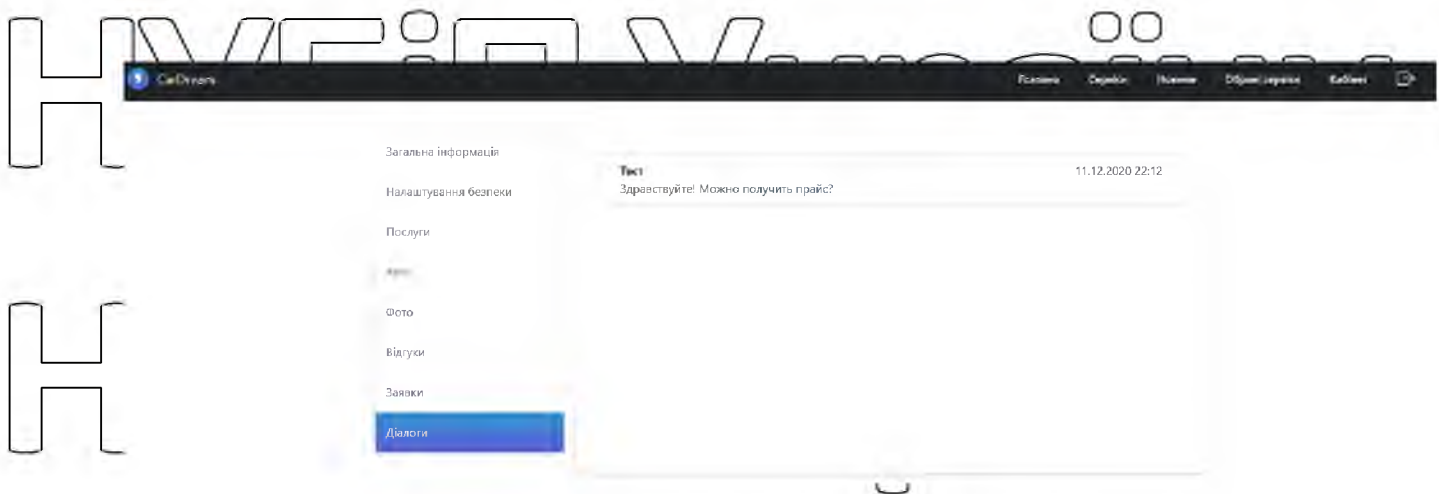 CarDream
Головна Сервіси Новини Обрані сервіси Кабінет
Загальна інформація
Налаштування безпеки
Послуги
Фото
Відгуки
Заявки
Діалоги
Тест 11.12.2020 22:12
Здравствуйте! Можно получить прайс?